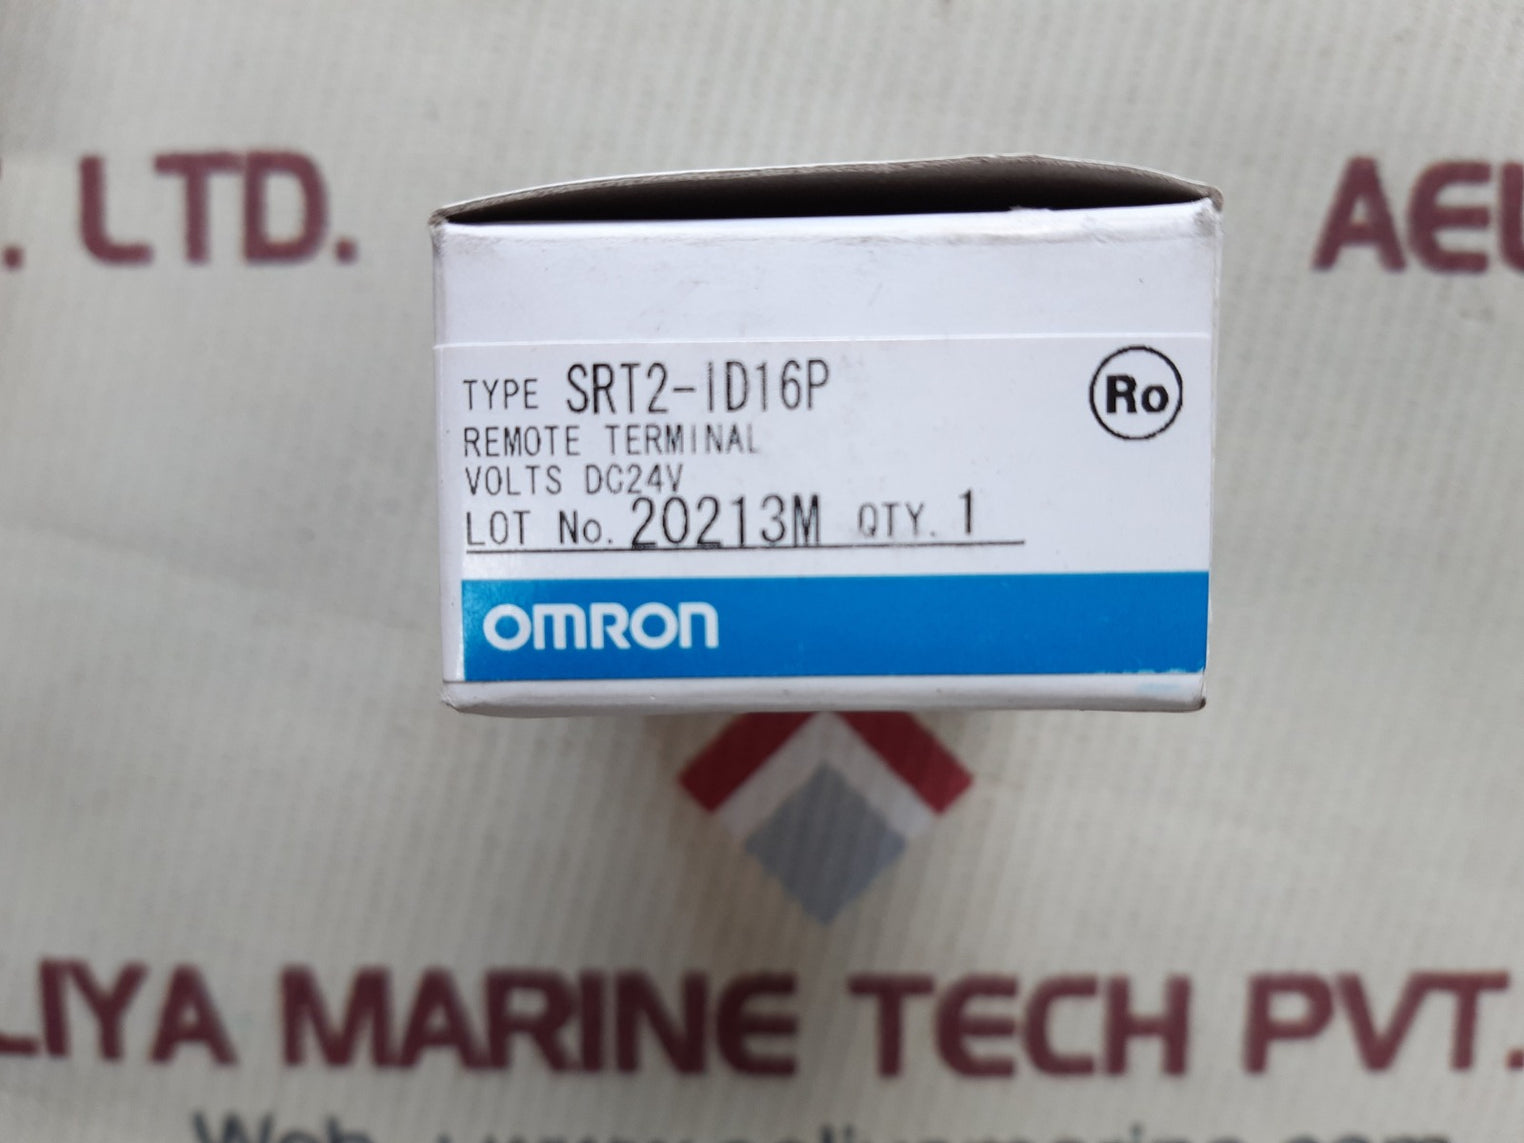 . LTD.
TYPE SRT2-ID16P
Ro
REMOTE TERMINAL
VOLTS DC24V
LOT No. 20213M QTY. 1
OMRON
LIYA MARINE TECH PVT.